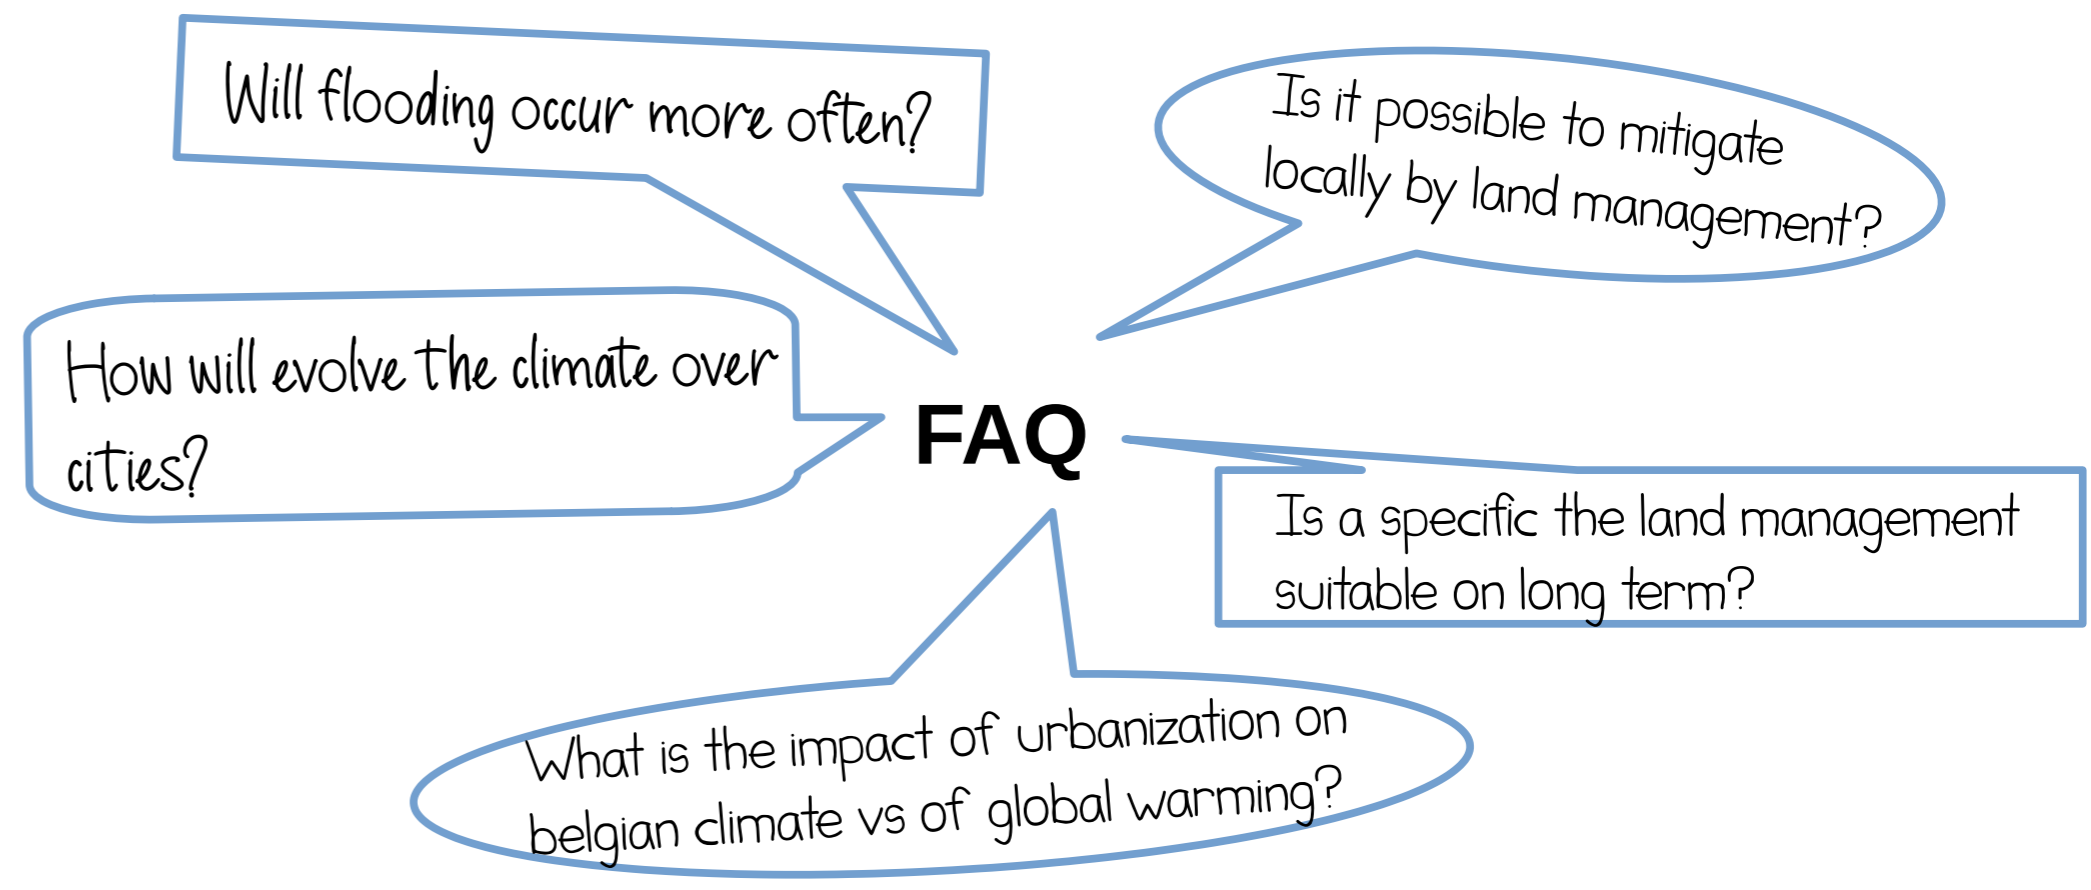 Will flooding occur more often?
Is it possible to mitigate
locally by land management?
How will evolve the climate over
cities?
FAQ
Is a specific the land management
suitable on long term?
What is the impact of urbanization on
belgian climate vs of global warming?